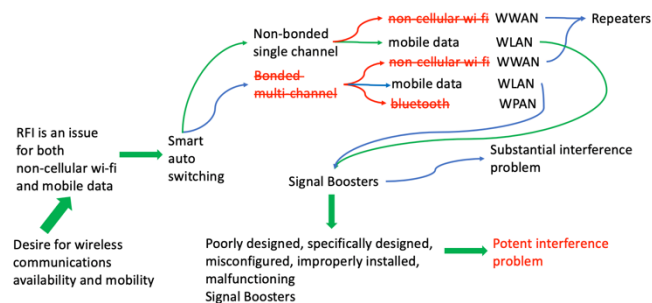 non-cellular wi-fi WWAN
Repeaters
Non-bonded
single channel
mobile data WLAN
non-cellular wi-fi WWAN
Bonded
multi-channel
mobile data WLAN
bluetooth WPAN
RFI is an issue
for both
non-cellular wi-fi
and mobile data
Smart
auto
switching
Substantial interference
problem
Signal Boosters
Desire for wireless
communications
availability and mobility
Poorly designed, specifically designed,
misconfigured, improperly installed,
malfunctioning
Signal Boosters
Potent interference
problem